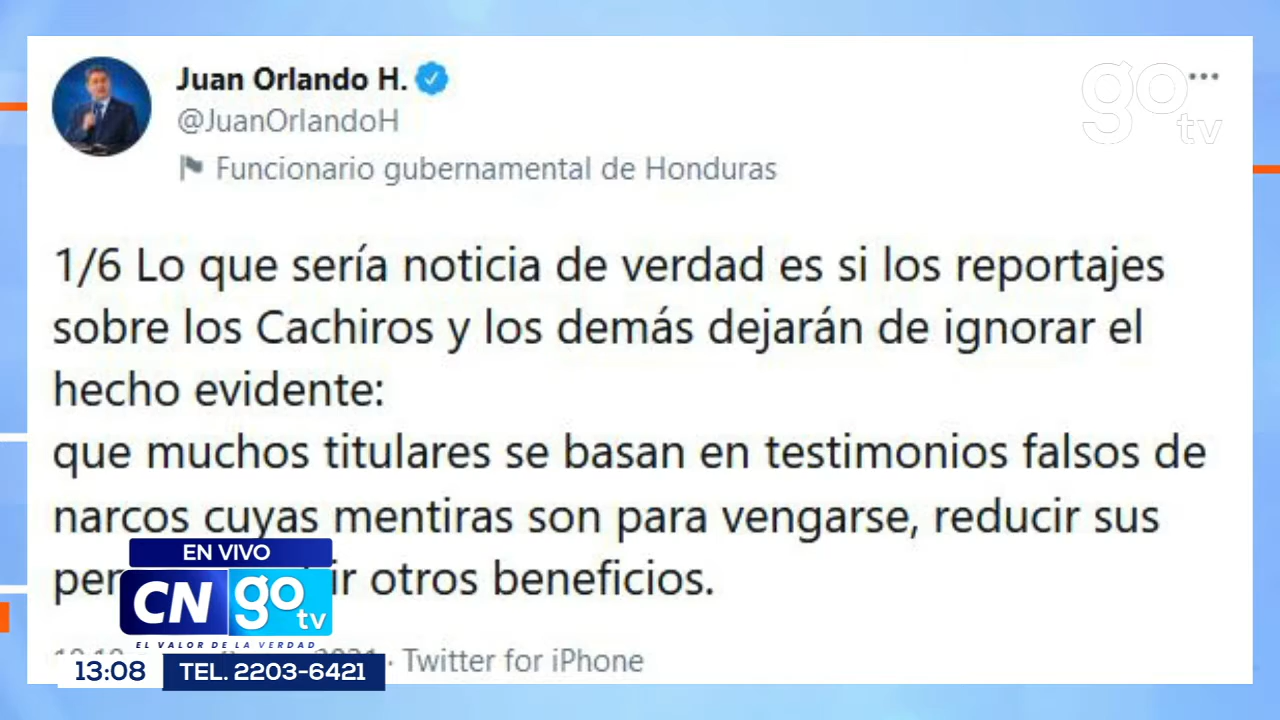 Juan Orlando H.
@JuanOrlandoH
Funcionario gubernamental de Honduras
go
tv
1/6 Lo que sería noticia de verdad es si los reportajes
sobre los Cachiros y los demás dejarán de ignorar el
hecho evidente:
que muchos titulares se basan en testimonios falsos de
narcos cuyas mentiras son para vengarse, reducir sus
otros beneficios.
Twitter for iPhone
EN VIVO
CN go tv
EL VALOR DE LA VERDAD
13:08 TEL. 2203-6421